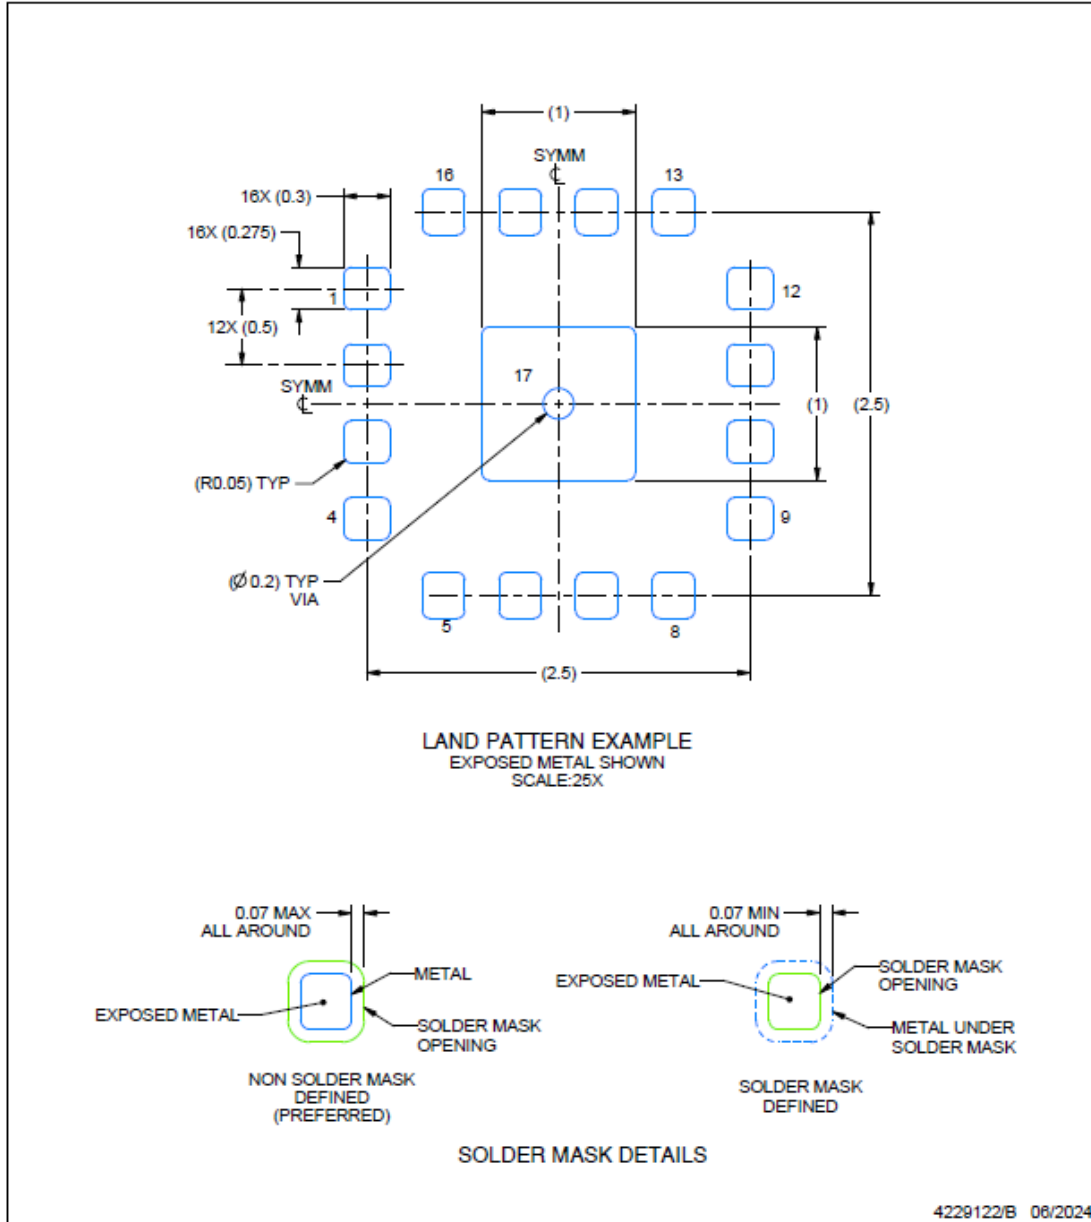 (1)
SYMM
℄
16
13
16X (0.3)
16X (0.275)
1
12
12X (0.5)
17
SYMM
℄
(1)
(2.5)
(R0.05) TYP
4
9
(Ø 0.2) TYP
VIA
5
8
(2.5)
LAND PATTERN EXAMPLE
EXPOSED METAL SHOWN
SCALE:25X
0.07 MAX
ALL AROUND
METAL
EXPOSED METAL
SOLDER MASK
OPENING
NON SOLDER MASK
DEFINED
(PREFERRED)
0.07 MIN
ALL AROUND
SOLDER MASK
OPENING
EXPOSED METAL
METAL UNDER
SOLDER MASK
SOLDER MASK
DEFINED
SOLDER MASK DETAILS
4229122/B 06/2024